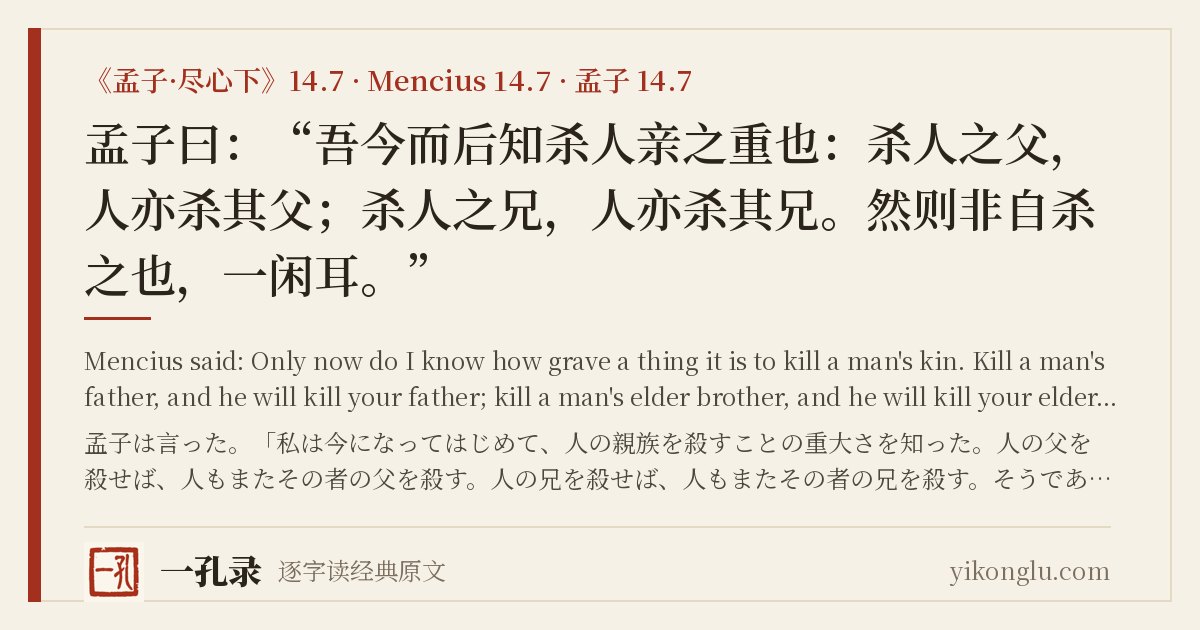 《孟子·尽心下》14.7 · Mencius 14.7 · 孟子 14.7
孟子曰：“吾今而后知杀人亲之重也：杀人之父，
人亦杀其父；杀人之兄，人亦杀其兄。然则非自杀
之也，一闲耳。”
Mencius said: Only now do I know how grave a thing it is to kill a man's kin. Kill a man's
father, and he will kill your father; kill a man's elder brother, and he will kill your elder…
孟子は言った。「私は今になってはじめて、人の親族を殺すことの重大さを知った。人の父を
殺せば、人もまたその者の父を殺す。人の兄を殺せば、人もまたその者の兄を殺す。そうであ…
一孔
一孔录 逐字读经典原文
yikonglu.com